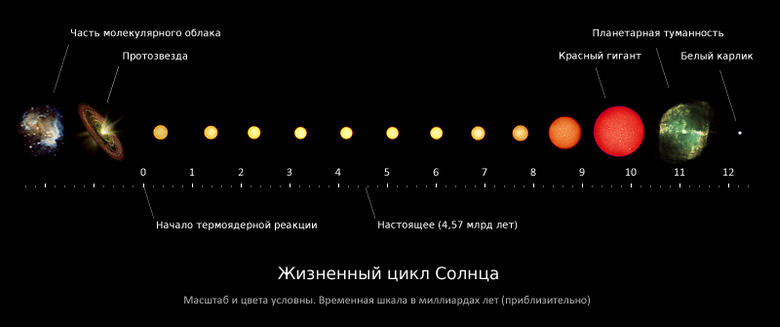 Часть молекулярного облака
Протозвезда
Планетарная туманность
Красный гигант
Белый карлик
0 1 2 3 4 5 6 7 8 9 10 11 12
Начало термоядерной реакции
Настоящее (4,57 млрд лет)
Жизненный цикл Солнца
Масштаб и цвета условны. Временная шкала в миллиардах лет (приблизительно)